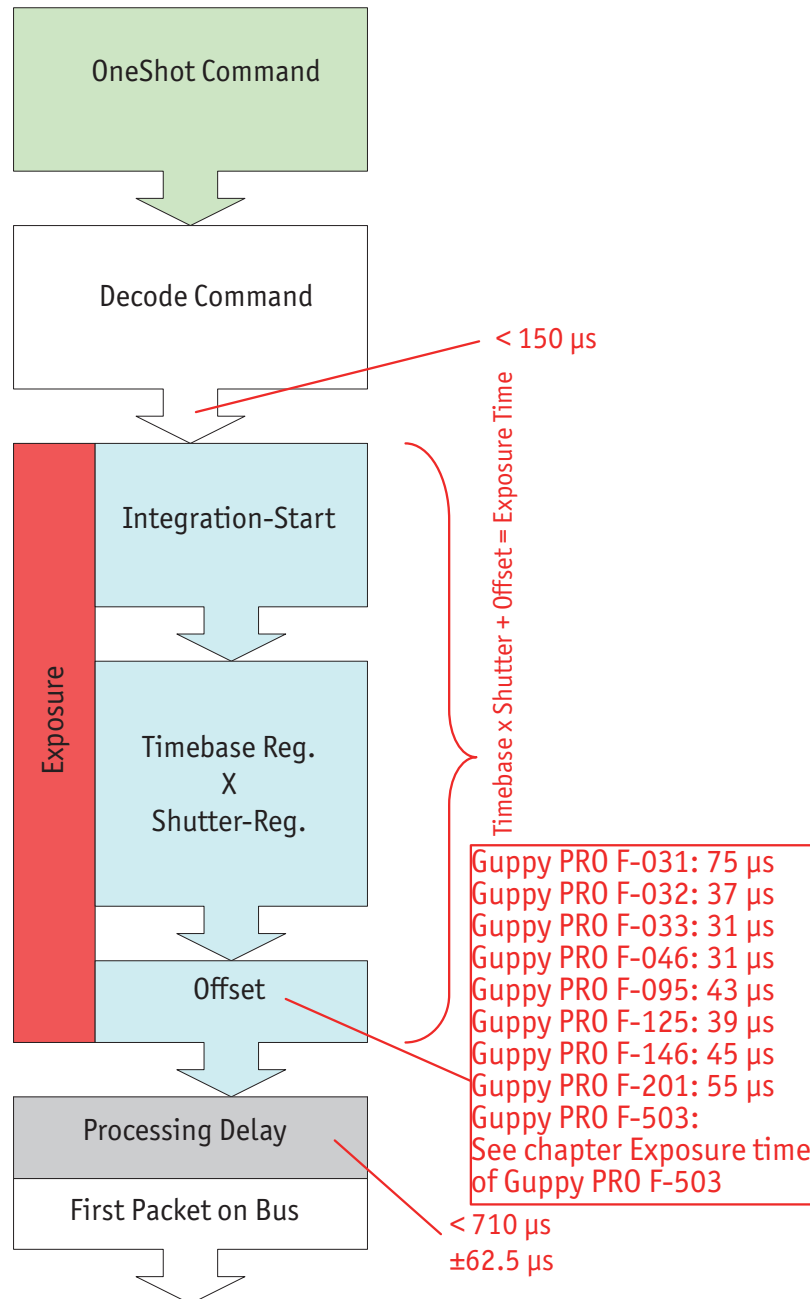 OneShot Command
Decode Command
< 150 µs
Integration-Start
Timebase x Shutter + Offset = Exposure Time
Exposure
Timebase Reg.
X
Shutter-Reg.
Offset
Guppy PRO F-031: 75 µs
Guppy PRO F-032: 37 µs
Guppy PRO F-033: 31 µs
Guppy PRO F-046: 31 µs
Guppy PRO F-095: 43 µs
Guppy PRO F-125: 39 µs
Guppy PRO F-146: 45 µs
Guppy PRO F-201: 55 µs
Guppy PRO F-503:
See chapter Exposure time
of Guppy PRO F-503
Processing Delay
First Packet on Bus
< 710 µs
±62.5 µs